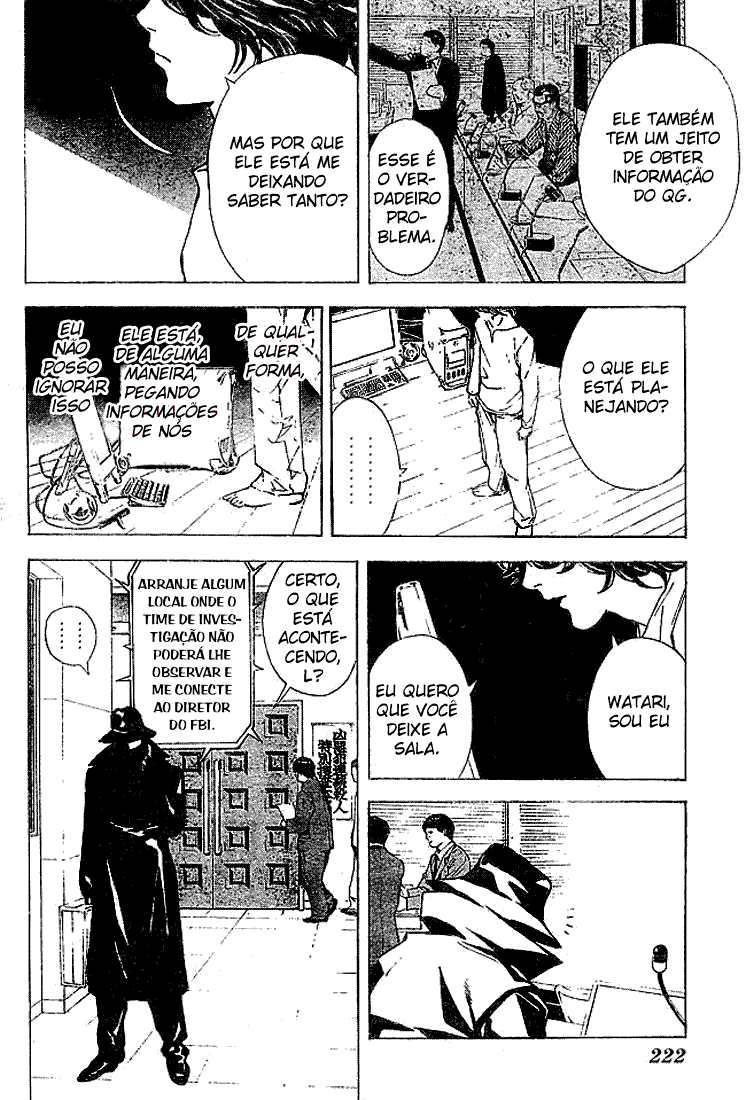 ELE TAMBÉM
TEM UM JEITO
DE OBTER
INFORMAÇÃO
DO QG.
ESSE É
O VER-
DADEIRO
PRO-
BLEMA.
MAS POR QUE
ELE ESTÁ ME
DEIXANDO
SABER TANTO?
O QUE ELE
ESTÁ PLA-
NEJANDO?
......
DE QUAL-
QUER
FORMA,
ELE ESTÁ,
DE ALGUMA
MANEIRA,
PEGANDO
INFORMAÇÕES
DE NÓS
EU
NÃO
POSSO
IGNORAR
ISSO
WATARI,
SOU EU
EU QUERO
QUE VOCÊ
DEIXE A
SALA.
CERTO,
O QUE
ESTÁ
ACONTE-
CENDO,
L?
ARRANJE ALGUM
LOCAL ONDE O
TIME DE INVES-
TIGAÇÃO NÃO
PODERÁ LHE
OBSERVAR E
ME CONECTE
AO DIRETOR
DO FBI.
......
222